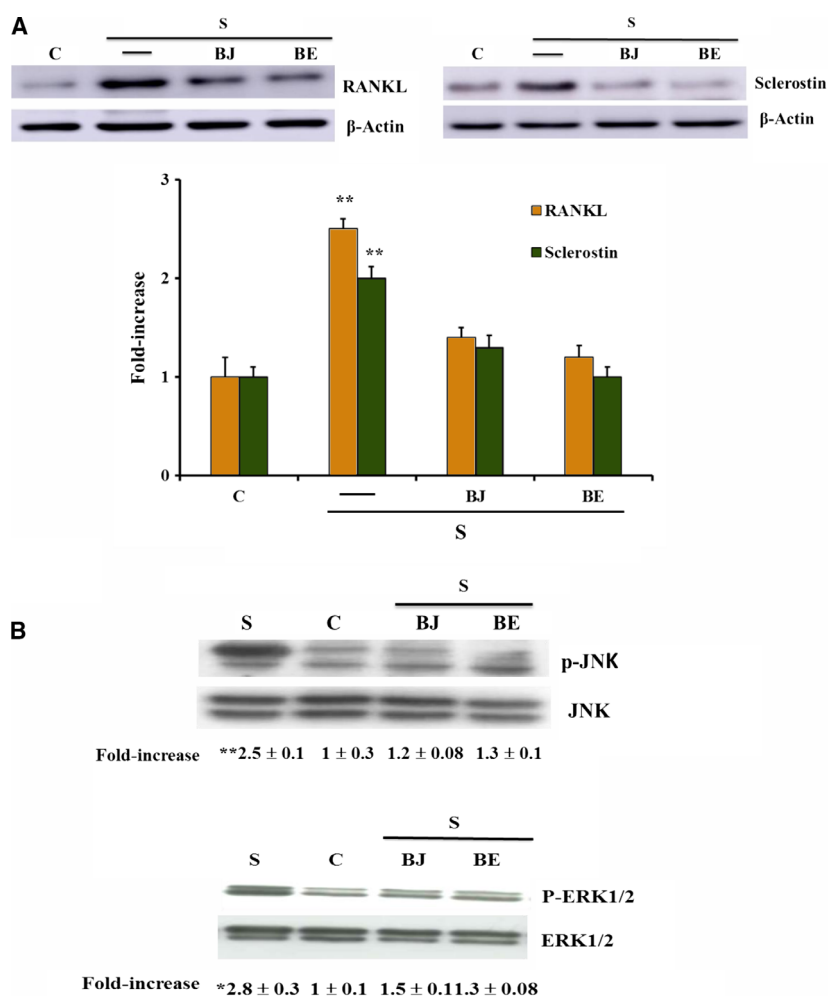 A
S
C — BJ BE
RANKL
β-Actin
S
C — BJ BE
Sclerostin
β-Actin
3
2
1
0
Fold-increase
**
**
RANKL
Sclerostin
C — BJ BE
S
B
S
S C BJ BE
p-JNK
JNK
Fold-increase **2.5 ± 0.1 1 ± 0.3 1.2 ± 0.08 1.3 ± 0.1
S
S C BJ BE
P-ERK1/2
ERK1/2
Fold-increase *2.8 ± 0.3 1 ± 0.1 1.5 ± 0.11.3 ± 0.08